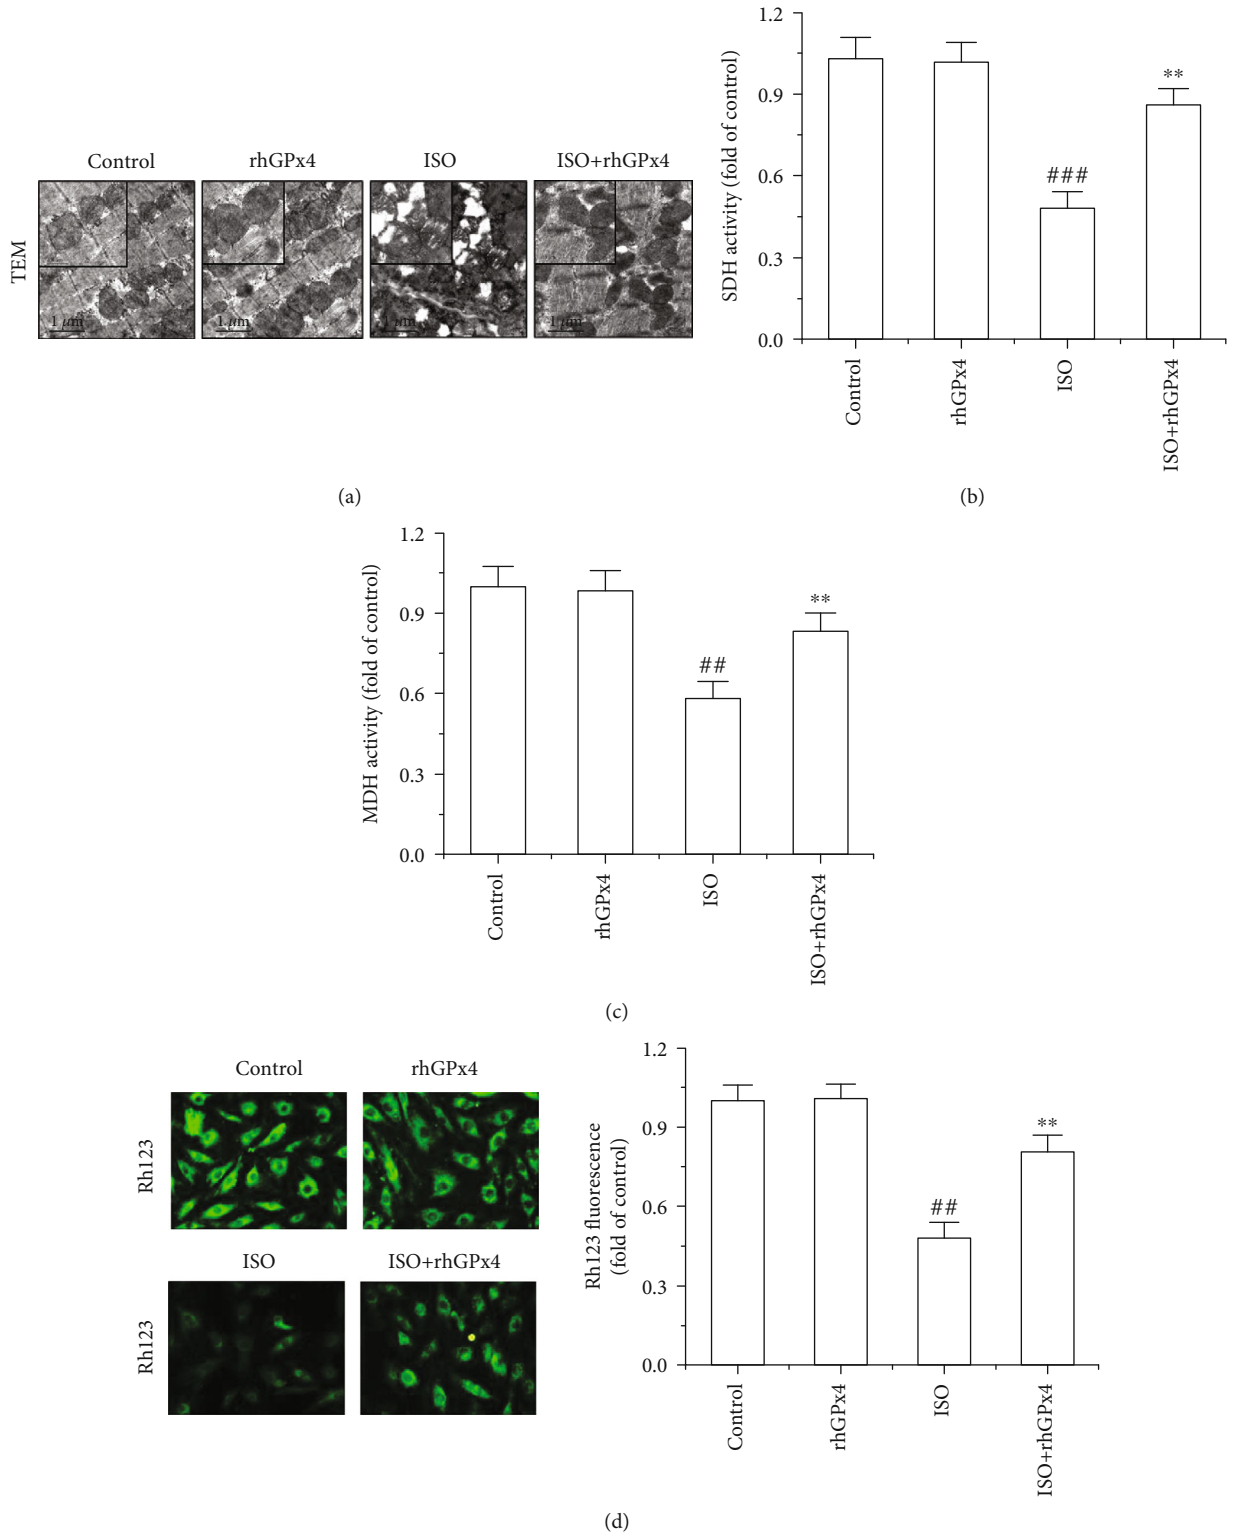 Control rhGPx4 ISO ISO+rhGPx4
TEM
1 μm 1 μm 1 μm 1 μm
(a)
SDH activity (fold of control)
1.2
0.9
0.6
0.3
0.0
###
**
Control rhGPx4 ISO ISO+rhGPx4
(b)
MDH activity (fold of control)
1.2
0.9
0.6
0.3
0.0
##
**
Control rhGPx4 ISO ISO+rhGPx4
(c)
Control rhGPx4
Rh123
ISO ISO+rhGPx4
Rh123
Rh123 fluorescence
(fold of control)
1.2
0.9
0.6
0.3
0.0
##
**
Control rhGPx4 ISO ISO+rhGPx4
(d)